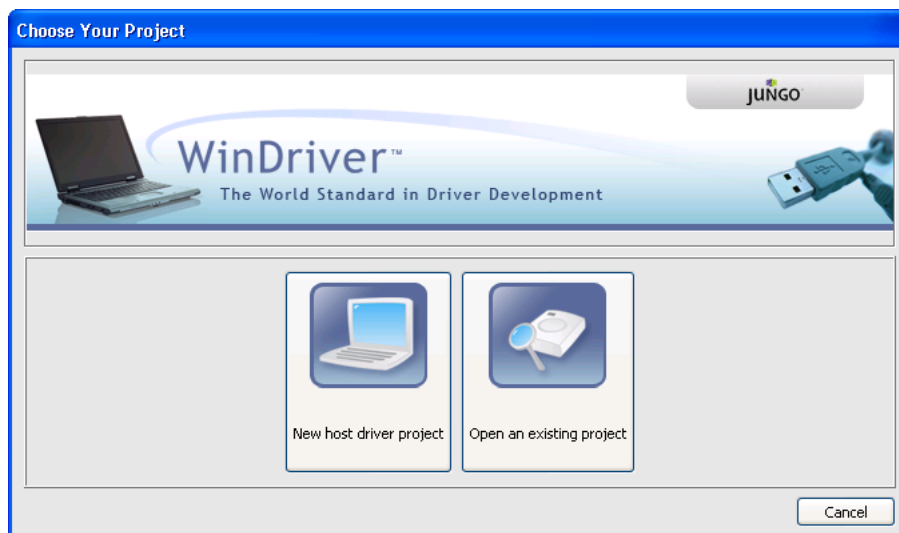 Choose Your Project
JUNGO
WinDriver™
The World Standard in Driver Development
New host driver project
Open an existing project
Cancel